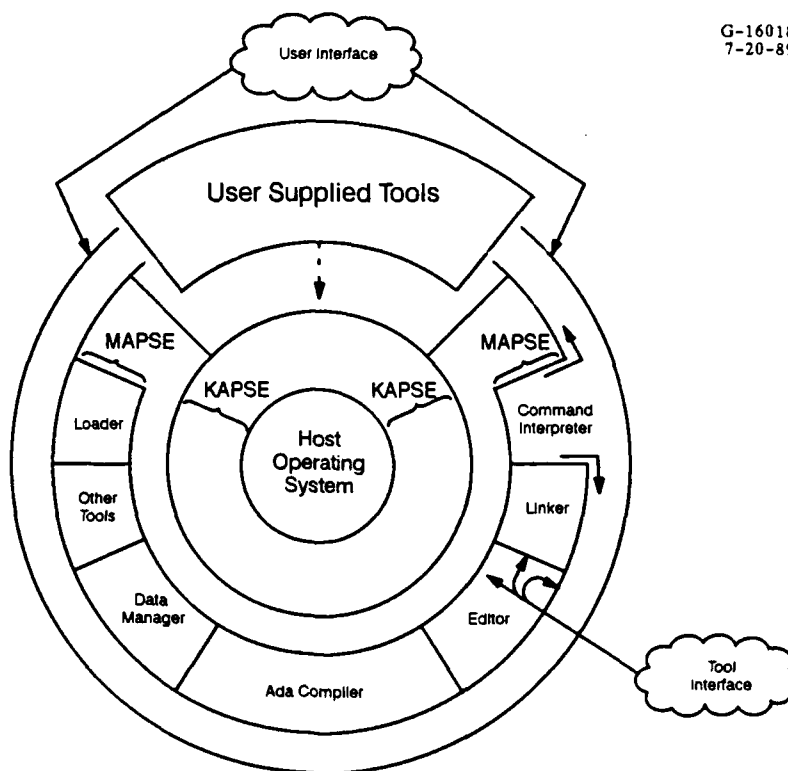 G-16018
7-20-89
User Interface
User Supplied Tools
MAPSE
MAPSE
KAPSE
KAPSE
Loader
Command
Interpreter
Host
Operating
System
Other
Tools
Linker
Data
Manager
Editor
Ada Compiler
Tool
Interface